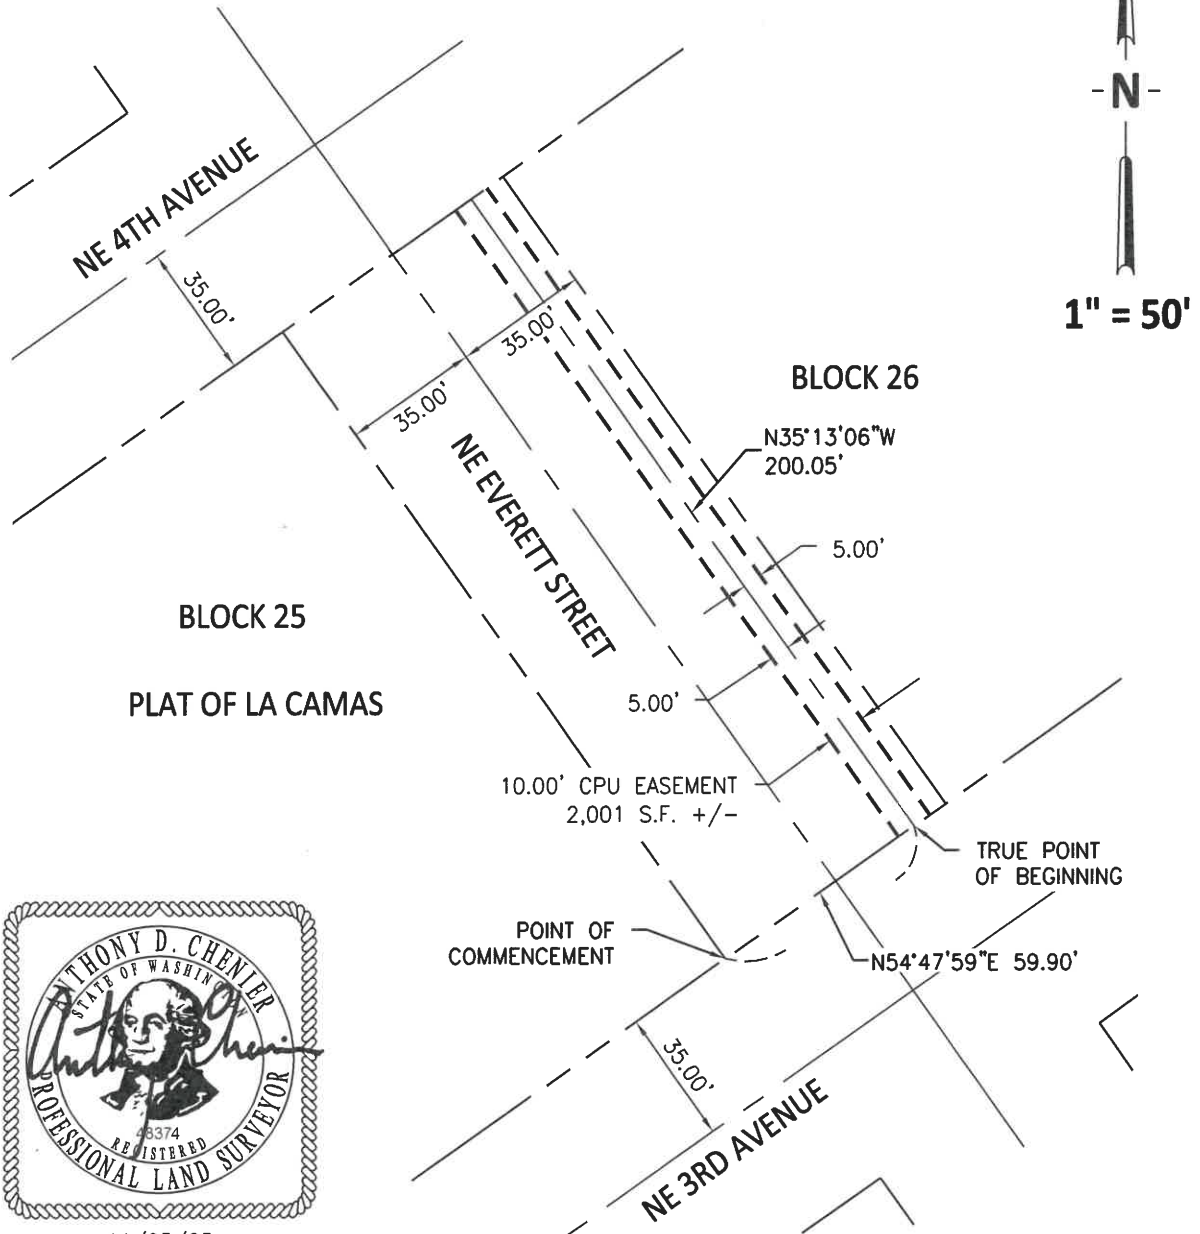 -N-
1" = 50'
NE 4TH AVENUE
35.00'
35.00'
35.00'
BLOCK 26
N35°13'06"W
200.05'
NE EVERETT STREET
5.00'
BLOCK 25
PLAT OF LA CAMAS
5.00'
10.00' CPU EASEMENT
2,001 S.F. +/-
TRUE POINT
OF BEGINNING
POINT OF
COMMENCEMENT
N54°47'59"E 59.90'
35.00'
NE 3RD AVENUE
ANTHONY D. CHENIER
STATE OF WASHINGTON
48374
REGISTERED
PROFESSIONAL LAND SURVEYOR